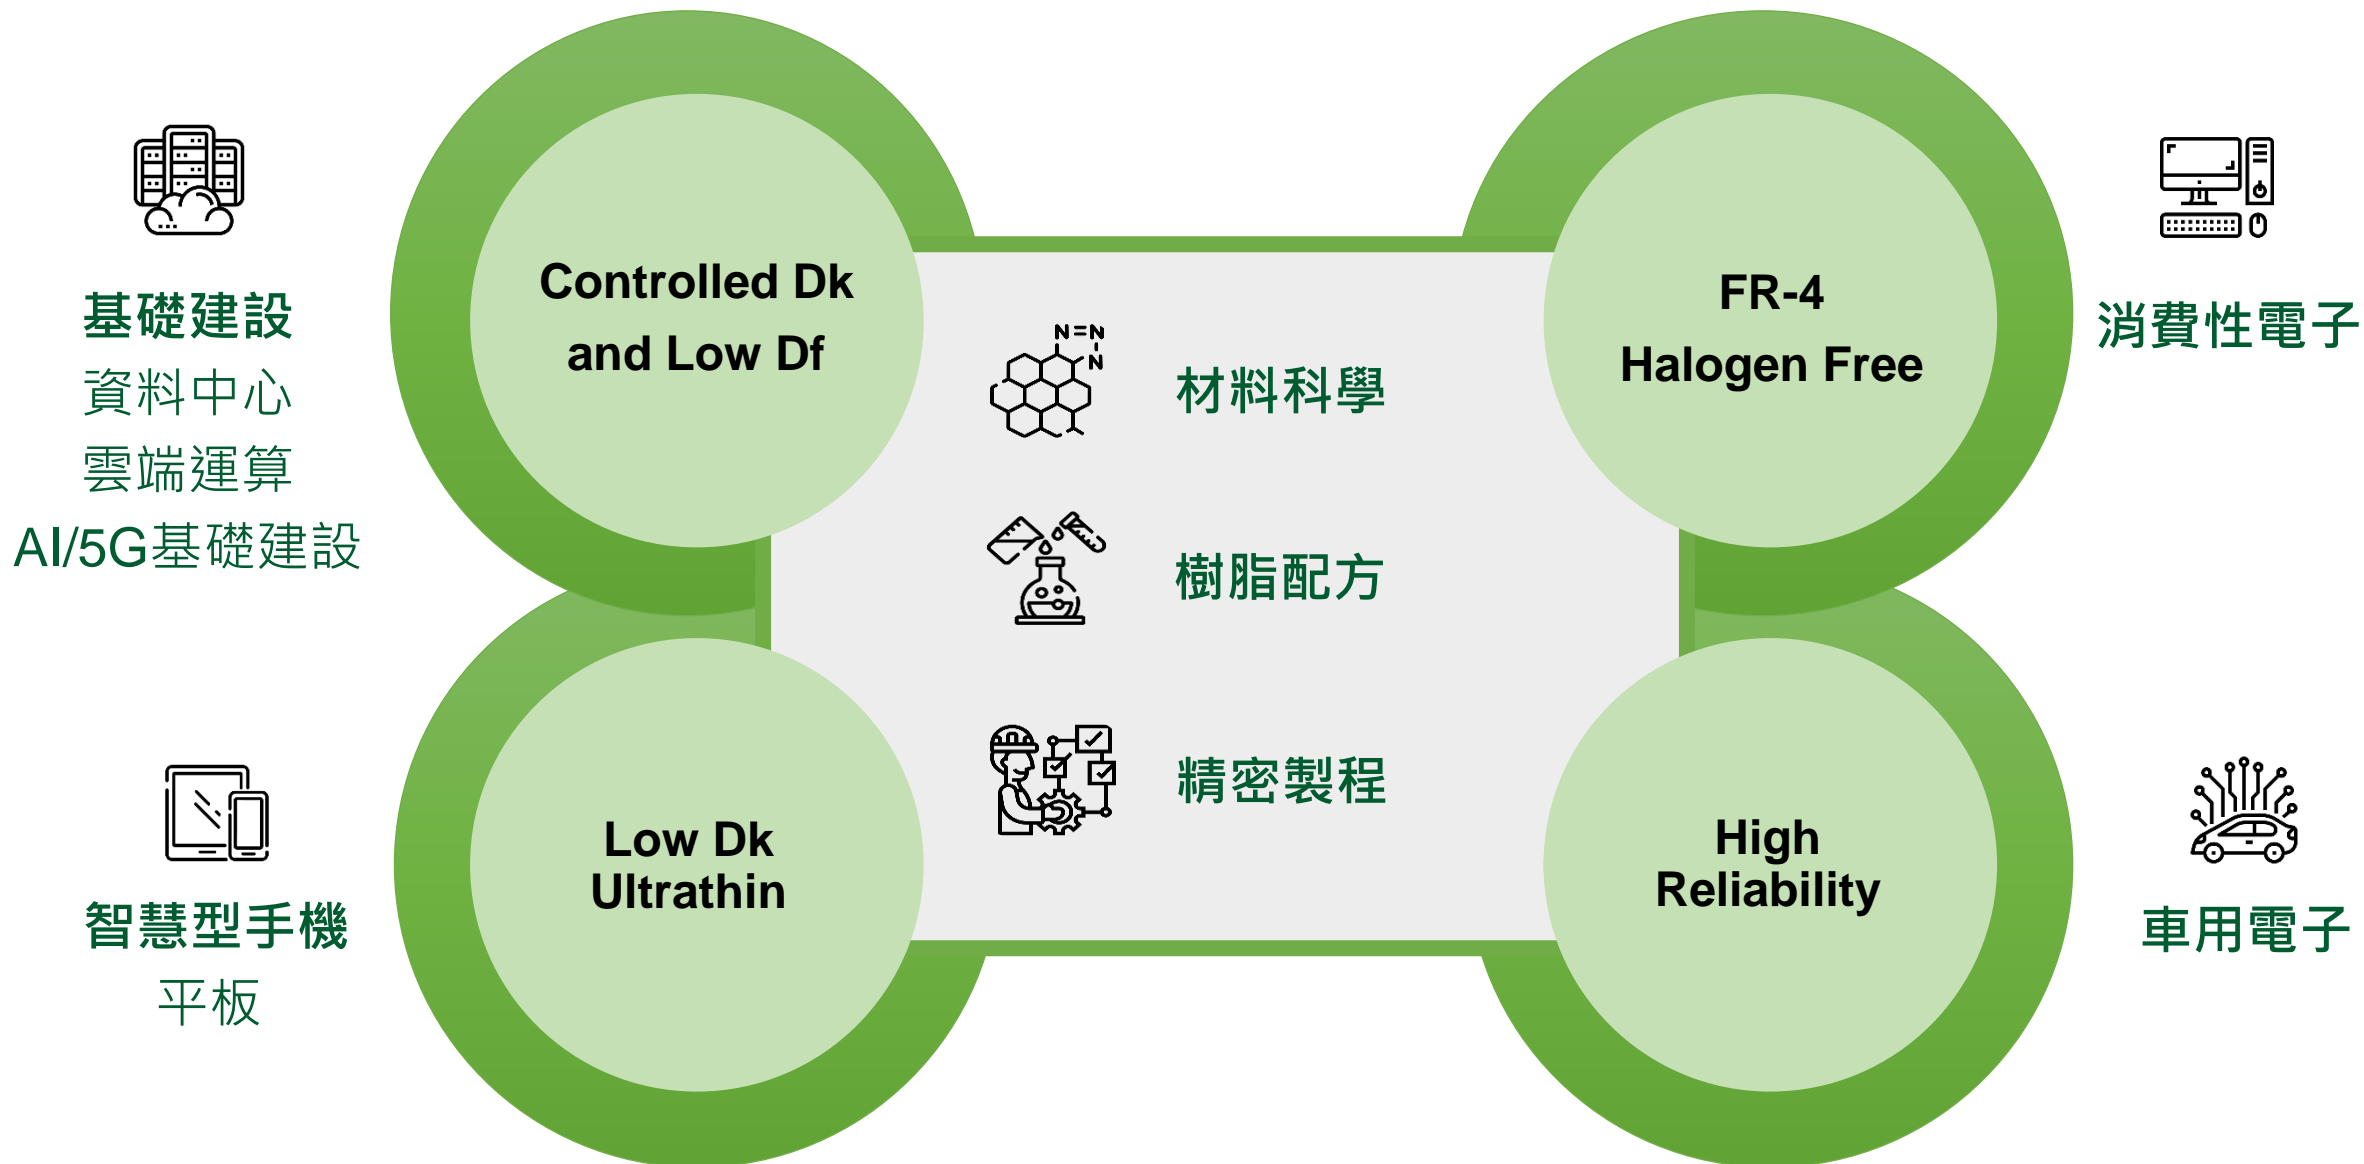 基礎建設
資料中心
雲端運算
AI/5G基礎建設
Controlled Dk
and Low Df
智慧型手機
平板
Low Dk
Ultrathin
N=N
N
材料科學
樹脂配方
精密製程
FR-4
Halogen Free
消費性電子
High
Reliability
車用電子